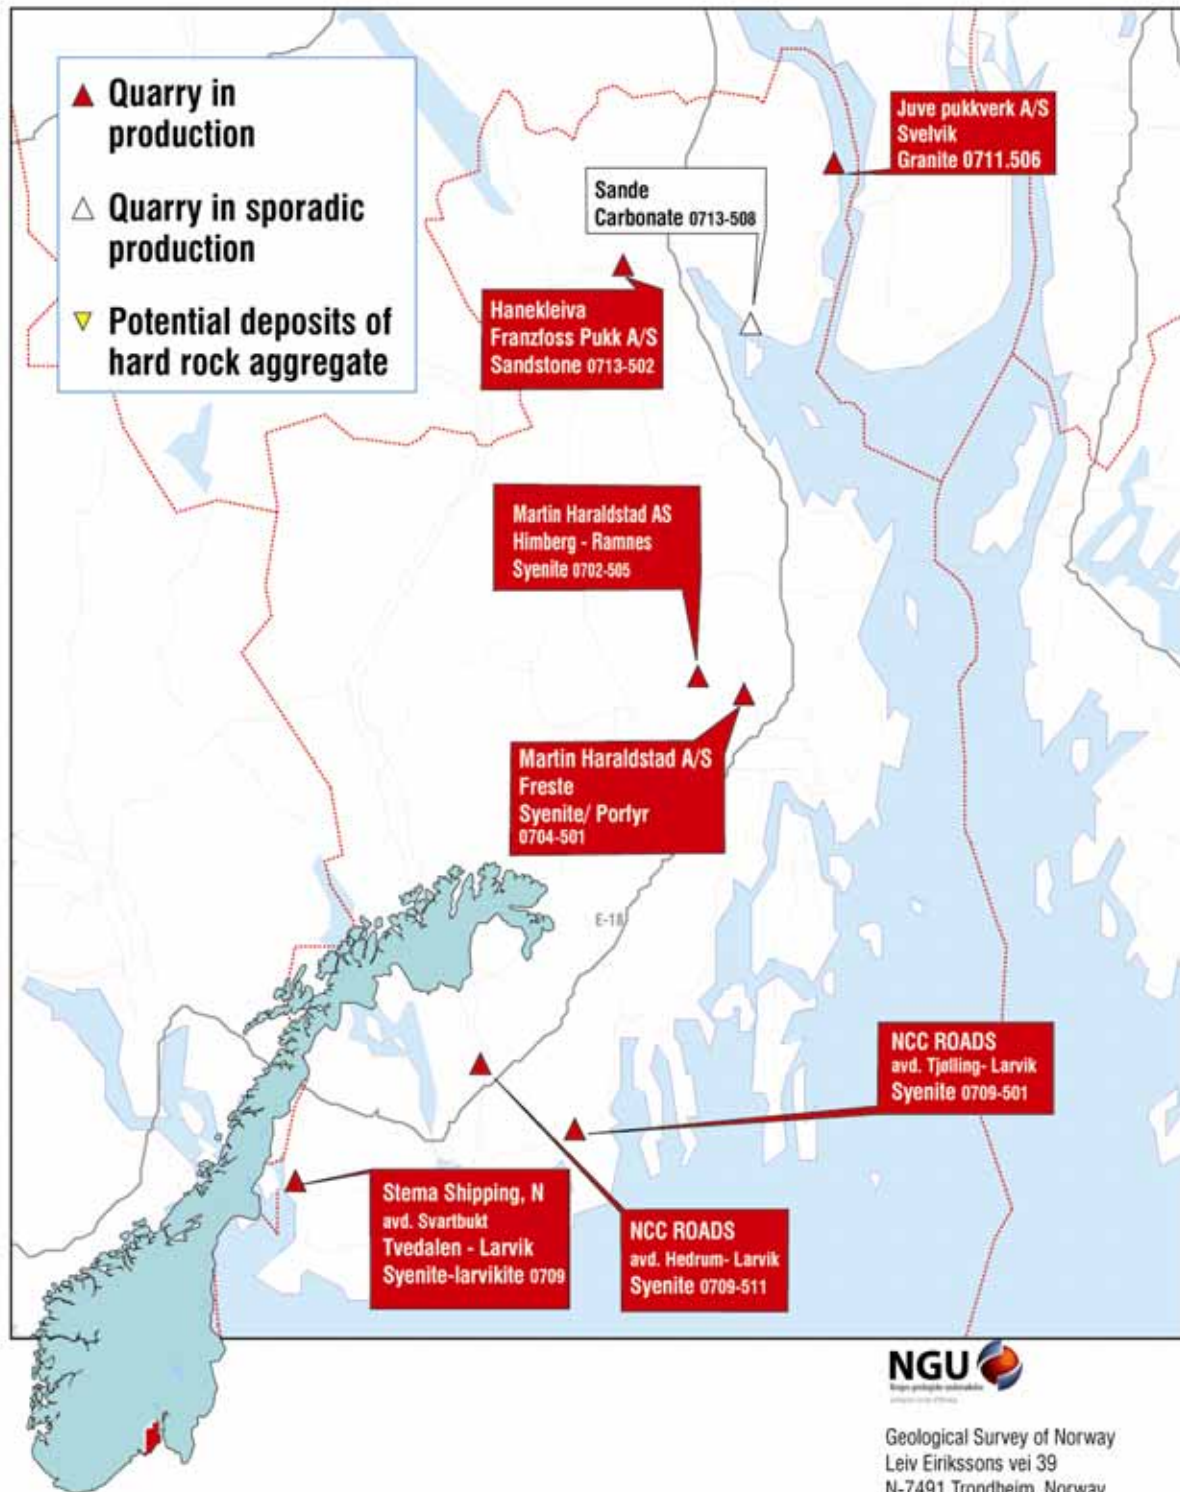 Quarry in
production
Quarry in sporadic
production
Potential deposits of
hard rock aggregate
Juve pukkverk A/S
Svelvik
Granite 0711.506
Sande
Carbonate 0713-508
Hanekleiva
Franzfoss Pukk A/S
Sandstone 0713-502
Martin Haraldstad AS
Himberg - Ramnes
Syenite 0702-505
Martin Haraldstad A/S
Freste
Syenite/ Porfyr
0704-501
E-18
NCC ROADS
avd. Tjølling- Larvik
Syenite 0709-501
Stema Shipping, N
avd. Svartbukt
Tvedalen - Larvik
Syenite-larvikite 0709
NCC ROADS
avd. Hedrum- Larvik
Syenite 0709-511
NGU
Geological Survey of Norway
Leiv Eirikssons vei 39
N-7491 Trondheim, Norway